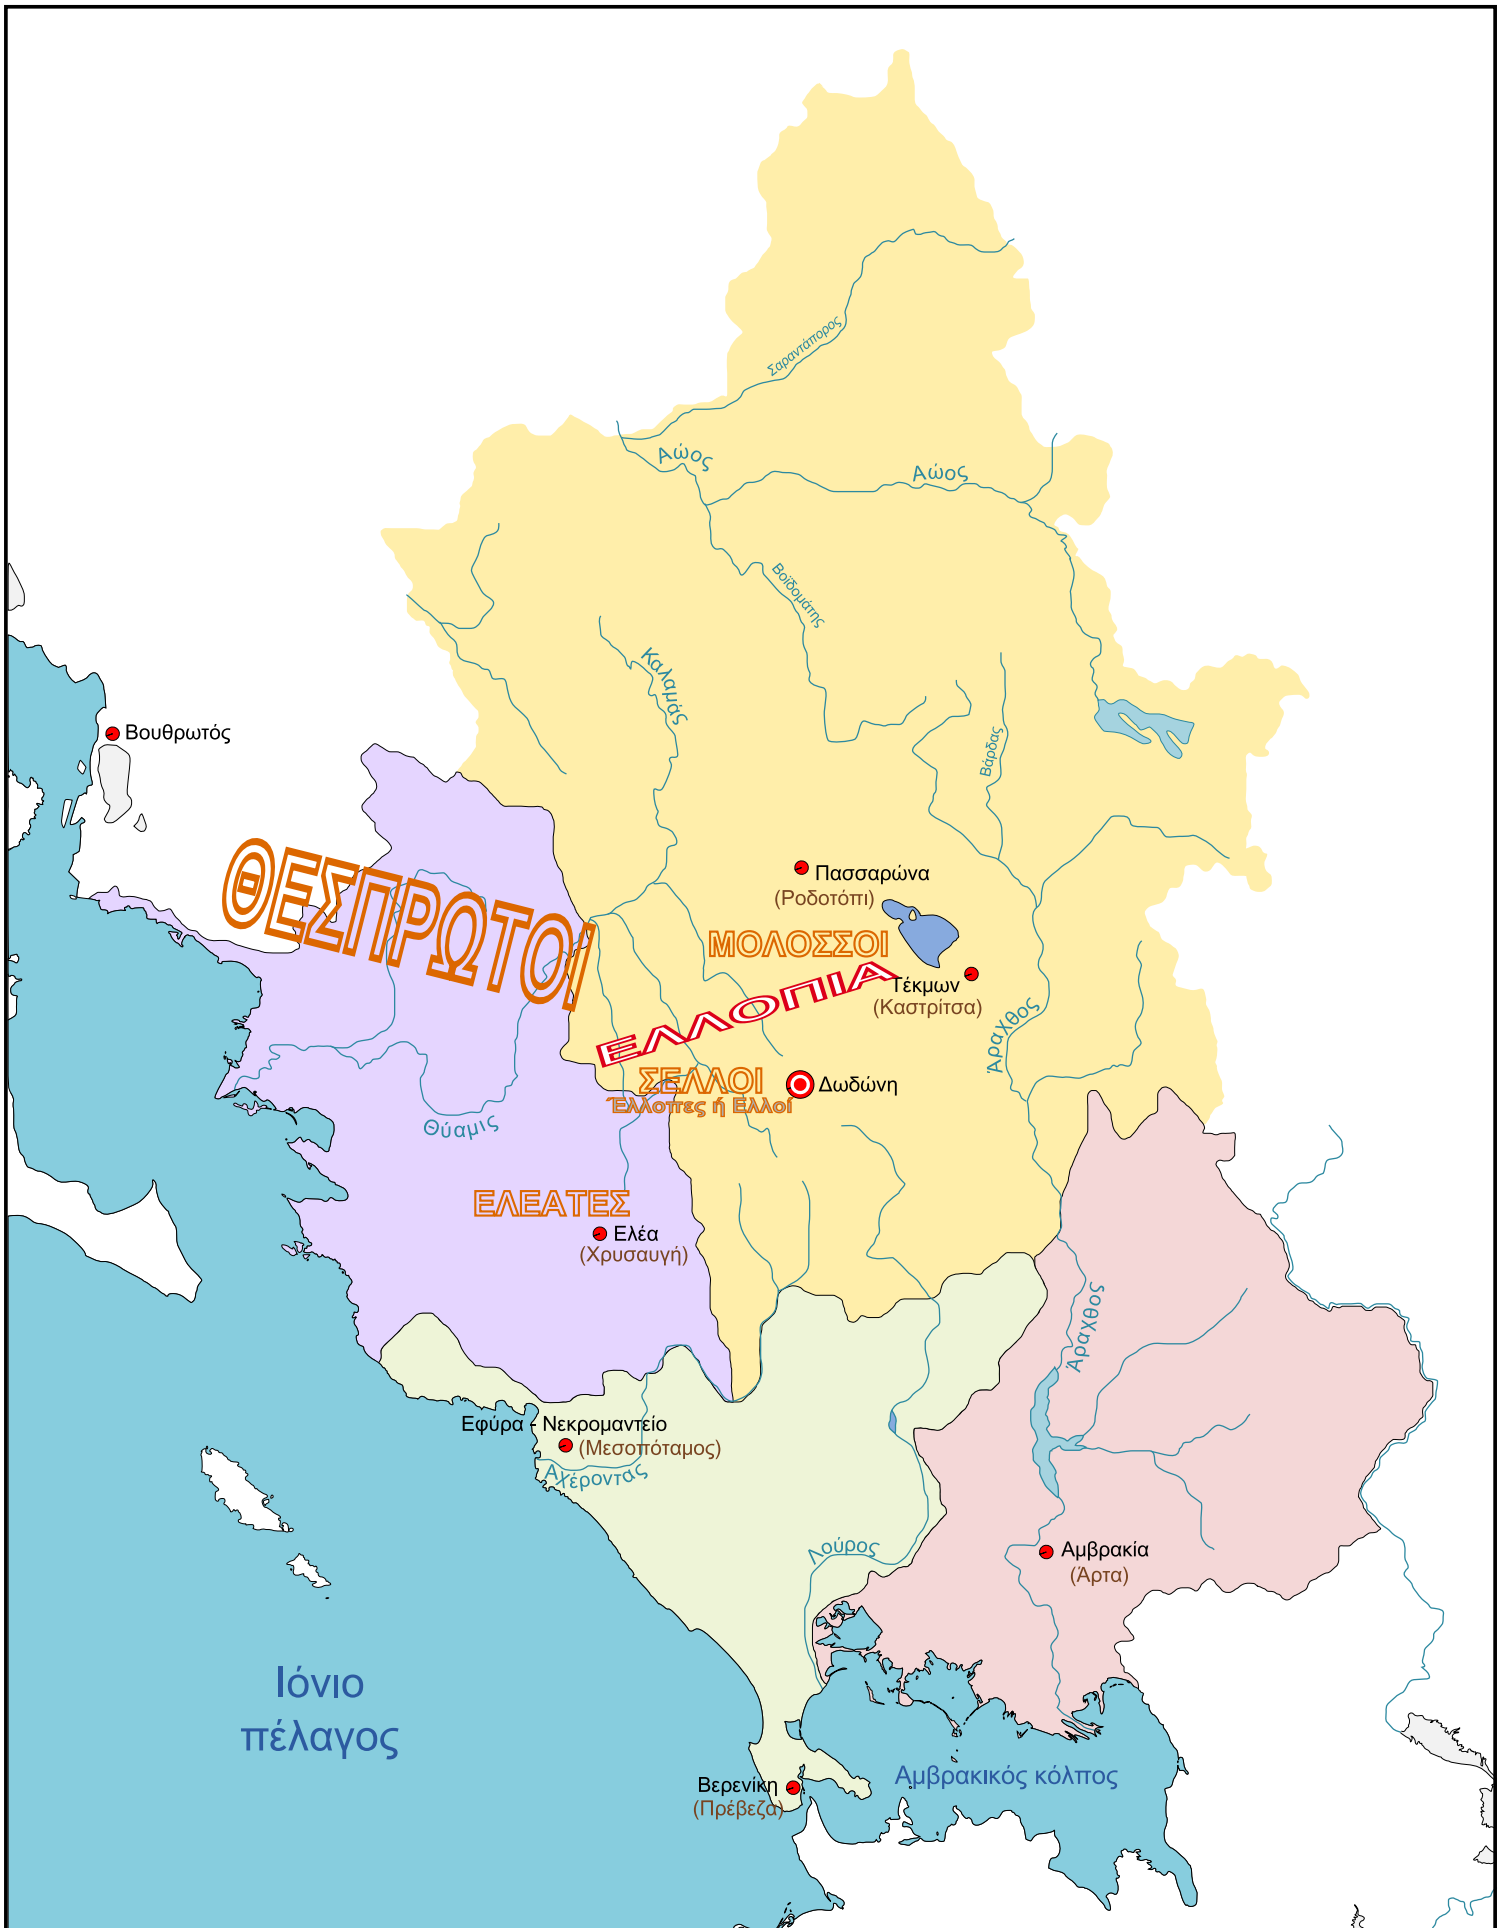 Σαραντάπορος
Αώος
Αώος
Βοϊδομάτης
Καλαμάς
Βάρδας
Βουθρωτός
ΘΕΣΠΡΩΤΟΙ
Πασσαρώνα
(Ροδοτόπι)
ΜΟΛΟΣΣΟΙ
ΕΛΛΟΠΙΑ
Τέκμων
(Καστρίτσα)
Άραχθος
ΣΕΛΛΟΙ
Έλλοπες ή Ελλοί
Δωδώνη
Θύαμις
ΕΛΕΑΤΕΣ
Ελέα
(Χρυσαυγή)
Άραχθος
Εφύρα - Νεκρομαντείο
(Μεσοπόταμος)
Αχέροντας
Λούρος
Αμβρακία
(Άρτα)
Ιόνιο
πέλαγος
Αμβρακικός κόλπος
Βερενίκη
(Πρέβεζα)